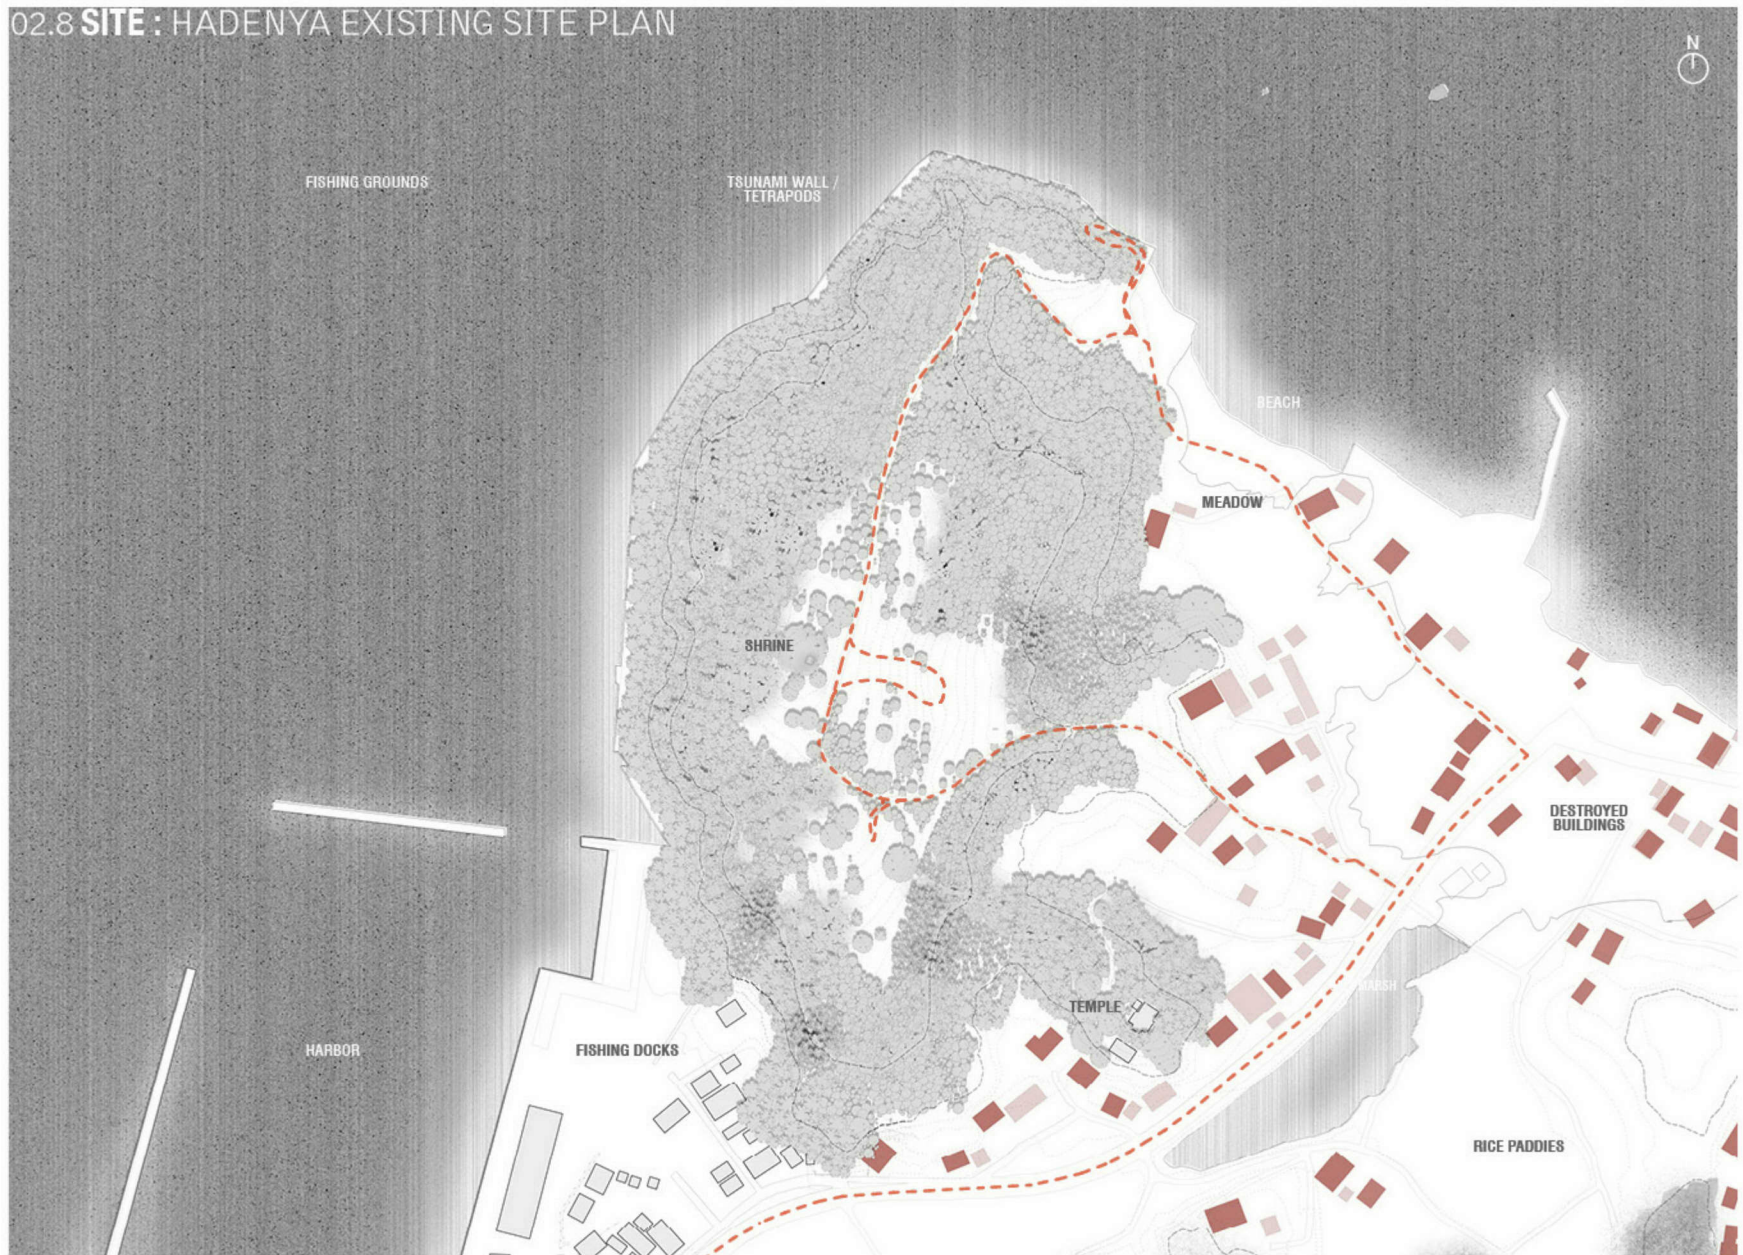 02.8 SITE : HADENYA EXISTING SITE PLAN
N
FISHING GROUNDS
TSUNAMI WALL /
TETRAPODS
BEACH
MEADOW
SHRINE
DESTROYED
BUILDINGS
MARSH
TEMPLE
HARBOR
FISHING DOCKS
RICE PADDIES